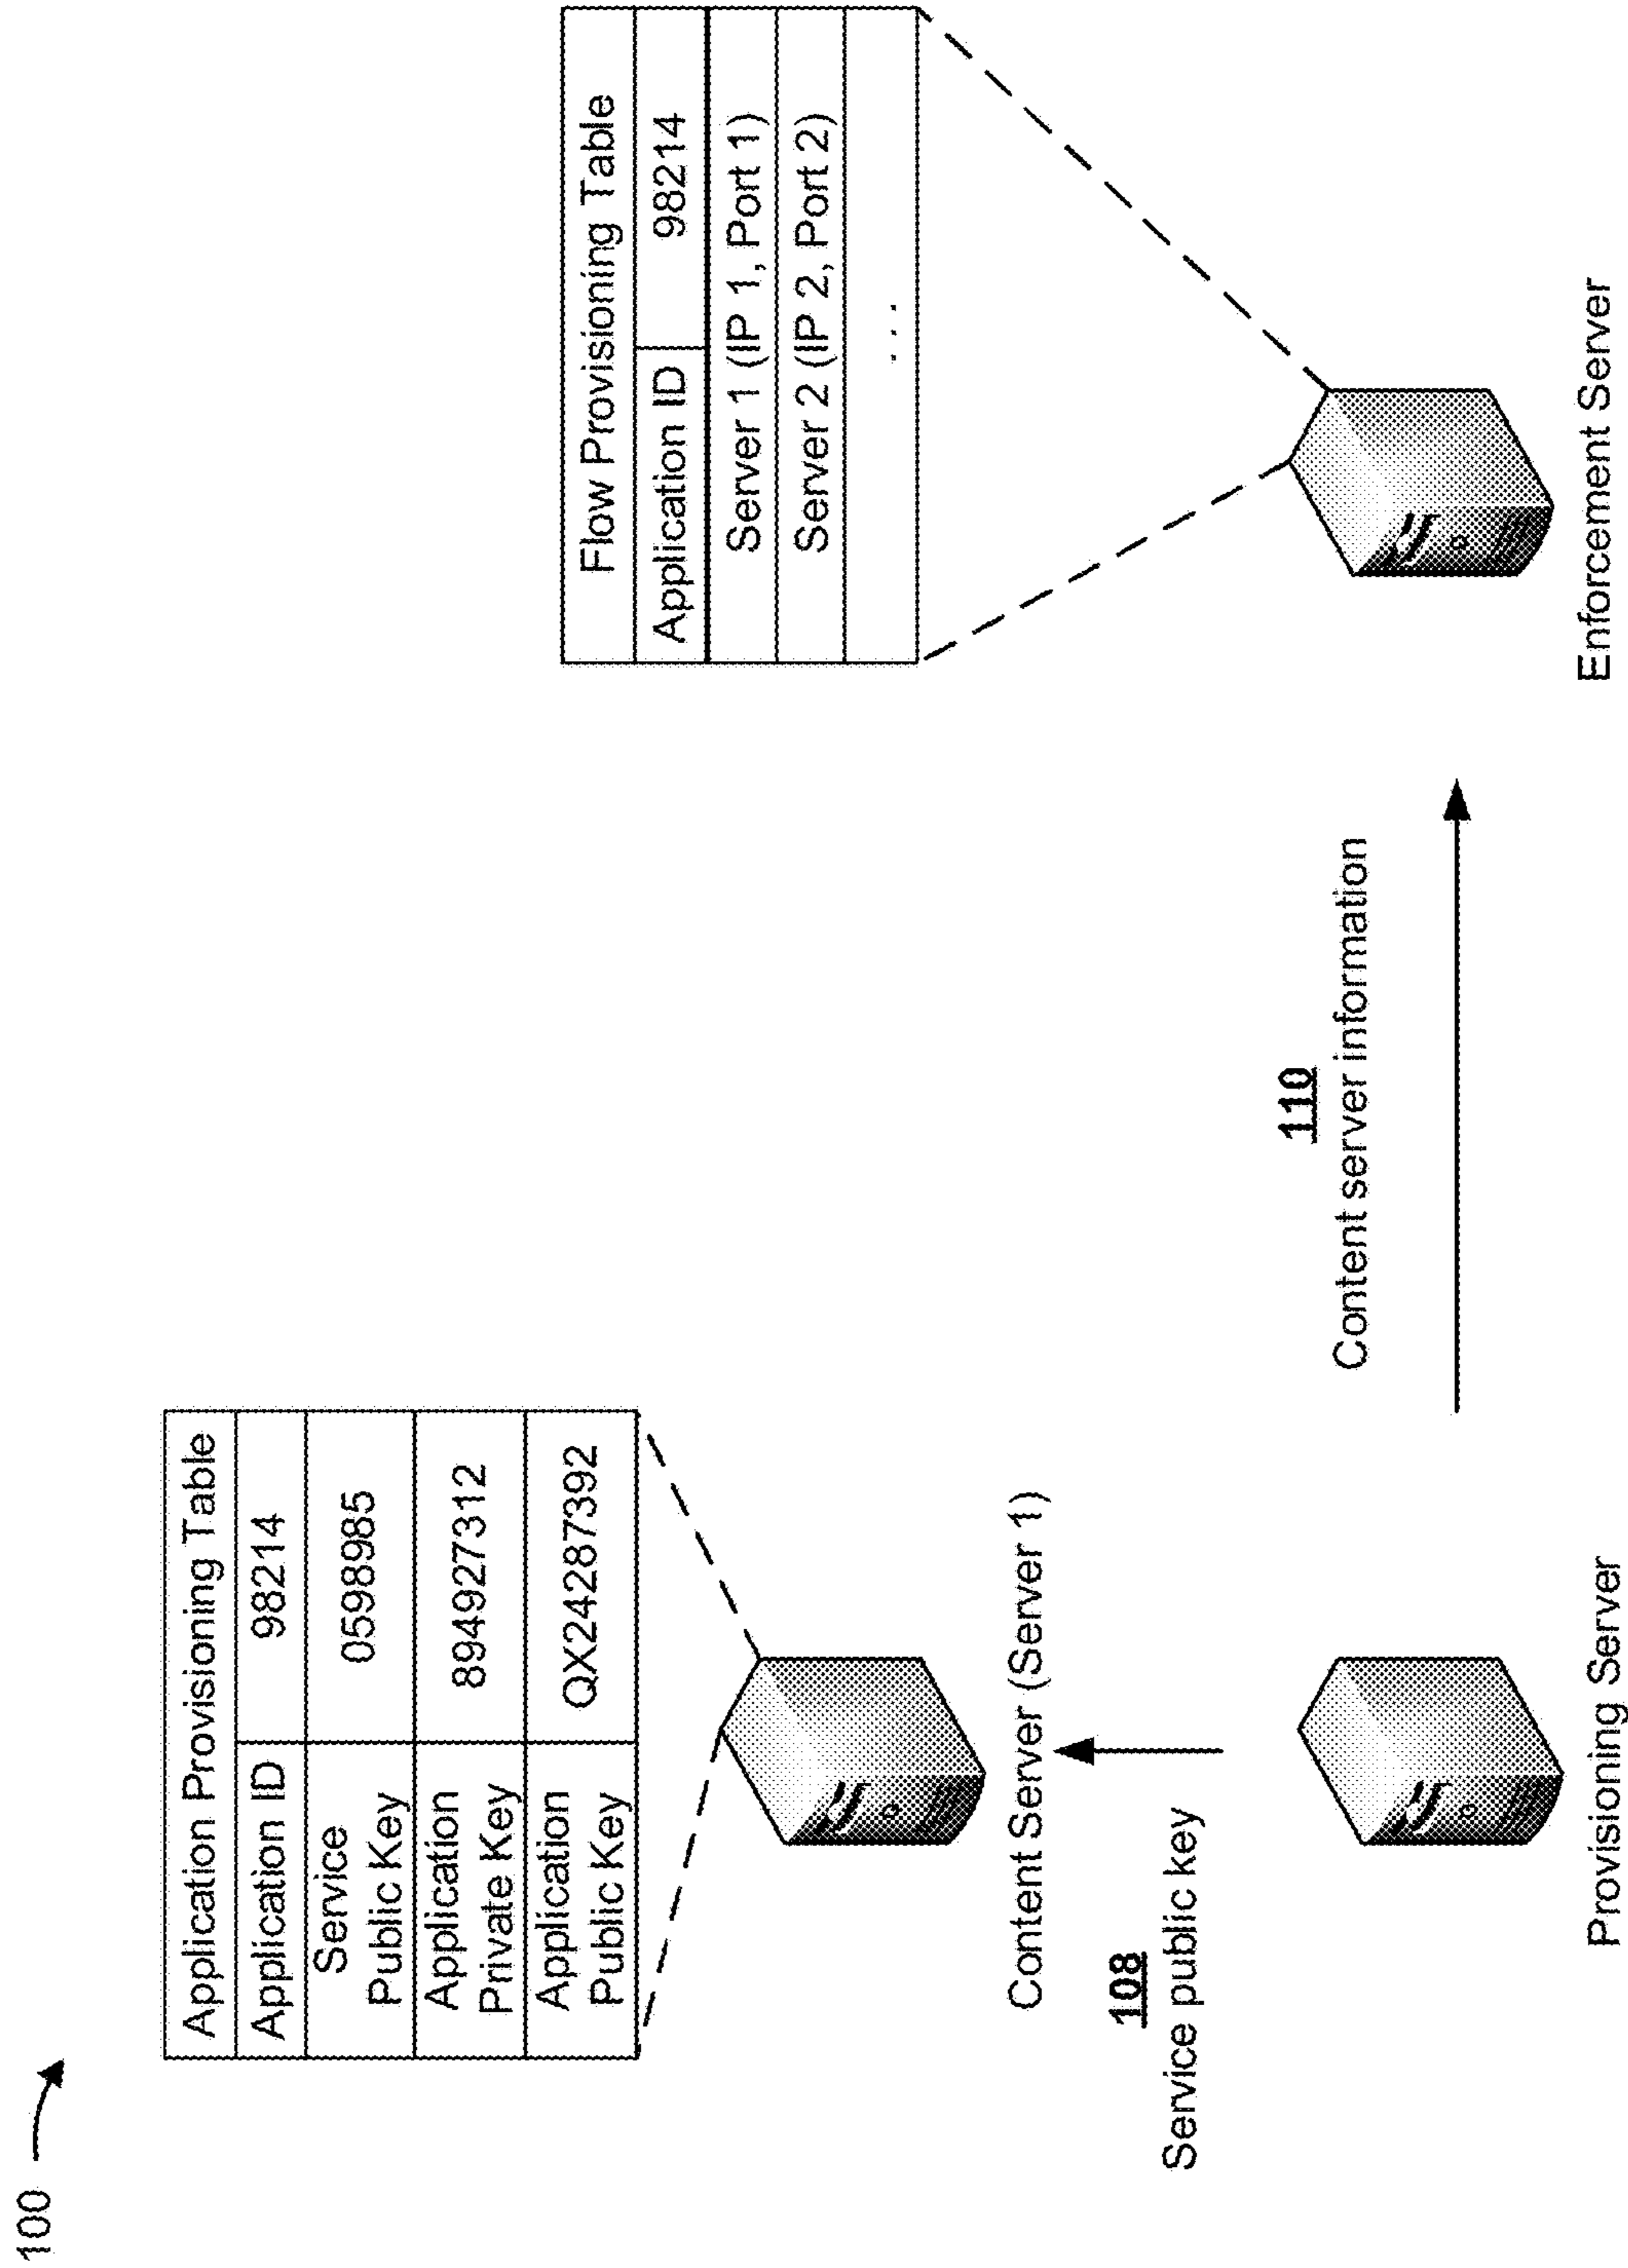 100
Application Provisioning Table
Application ID 98214
Service
Public Key 0598985
Application
Private Key 894927312
Application
Public Key QX24287392
Content Server (Server 1)
108
Service public key
Provisioning Server
110
Content server information
Flow Provisioning Table
Application ID 98214
Server 1 (IP 1, Port 1)
Server 2 (IP 2, Port 2)
. . .
Enforcement Server